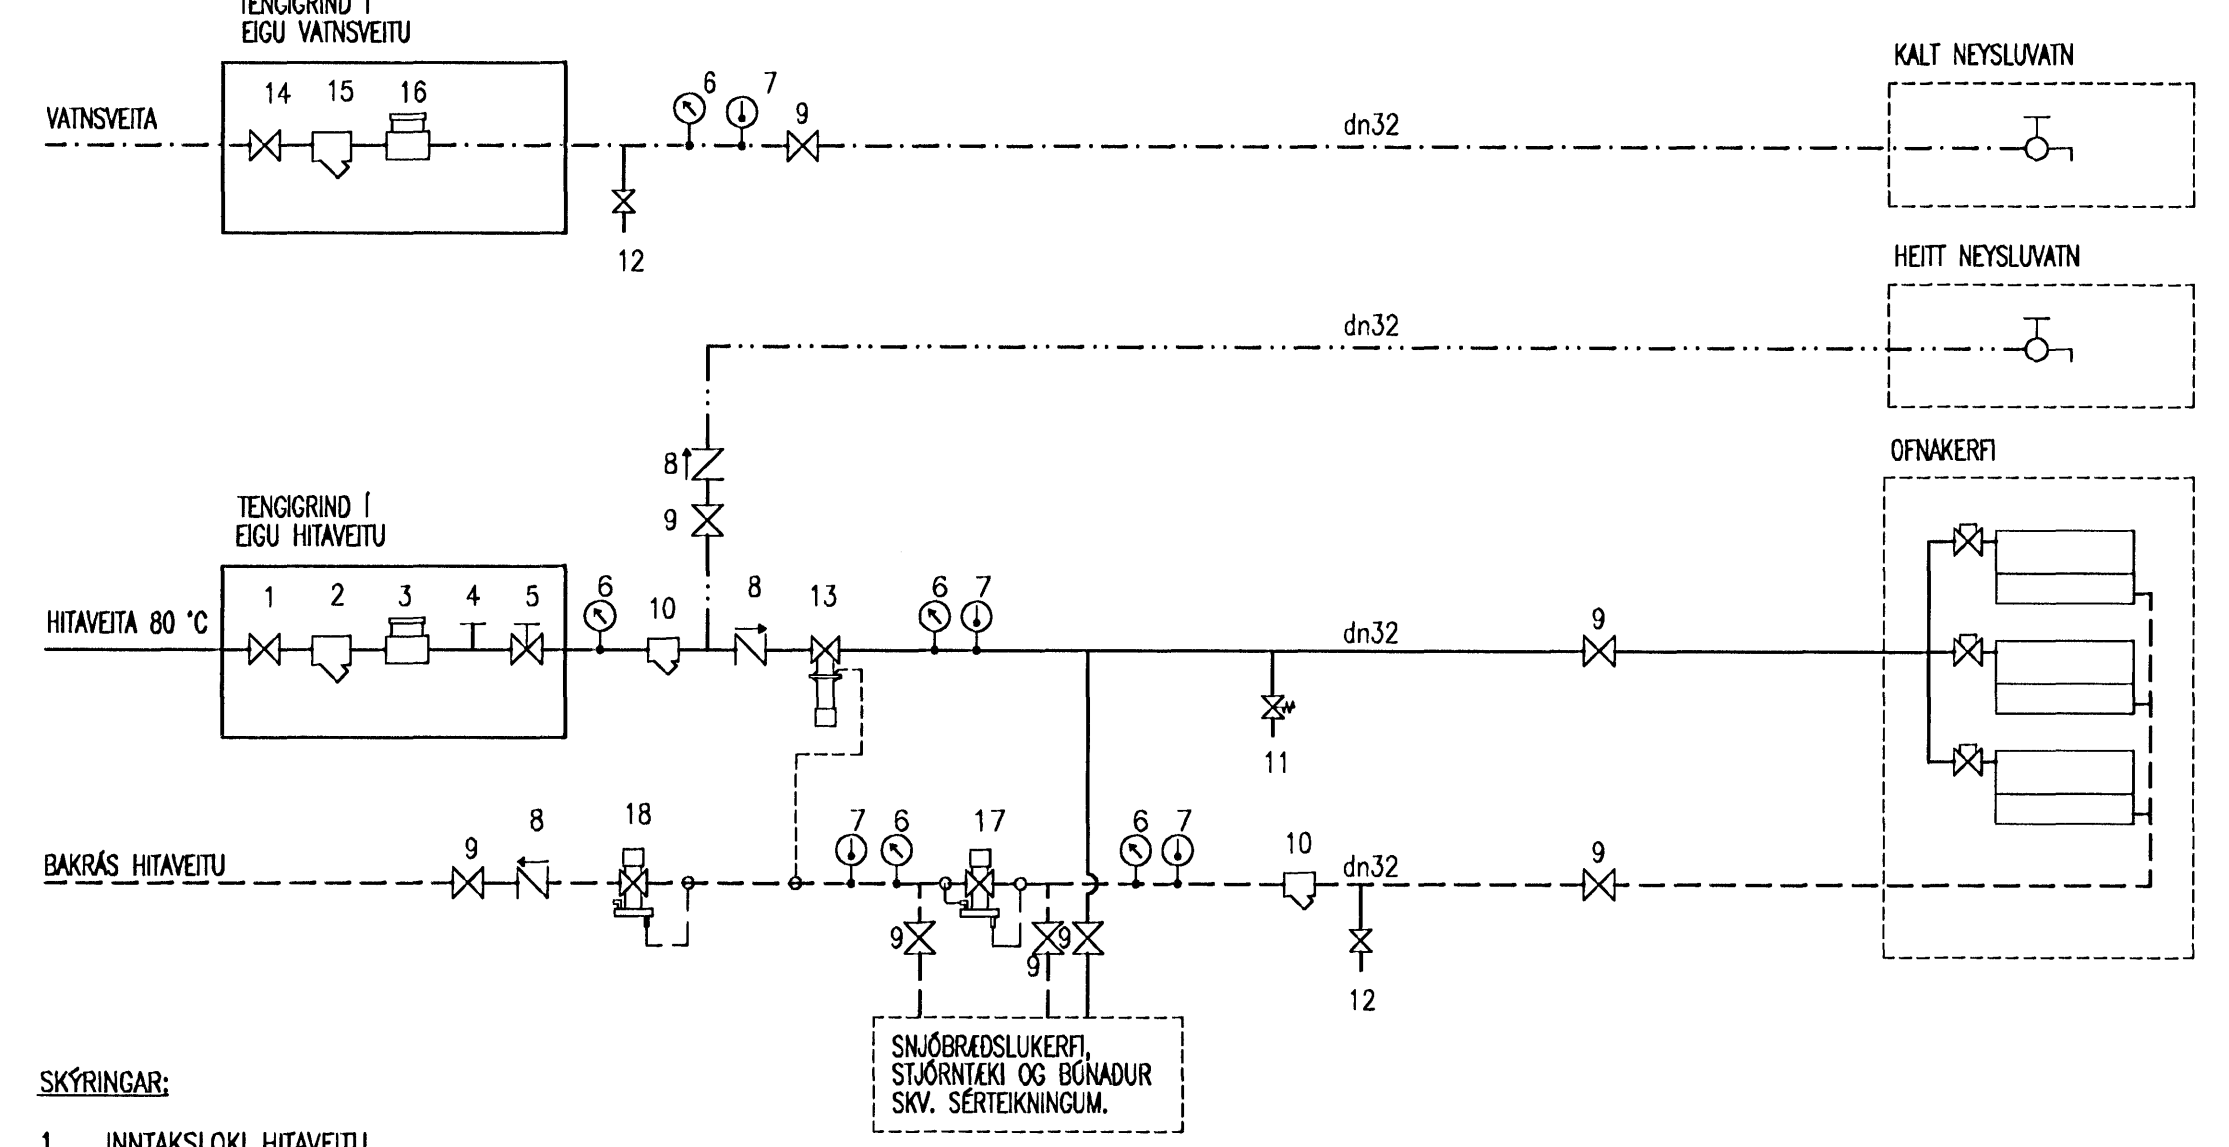 TENGIGRIND Í
EIGU VATNSVEITU
KALT NEYSLUVATN
14 15 16
6 7 9
VATNSVEITA
dn32
12
HEITT NEYSLUVATN
dn32
8
9
OFNAKERFI
TENGIGRIND Í
EIGU HITAVEITU
HITAVEITA 80 °C
1 2 3 4 5
6 10 8 13 6 7
dn32
9
11
BAKRÁS HITAVEITU
9 8 18 7 6 17 6 7 10
dn32
9
9 9
9
12
SNJÓBRÆÐSLUKERFI,
STJÓRNTÆKI OG BÚNAÐUR
SKV. SÉRTEIKNINGUM.
SKÝRINGAR:
1 INNTAKSLOKI HITAVEITU